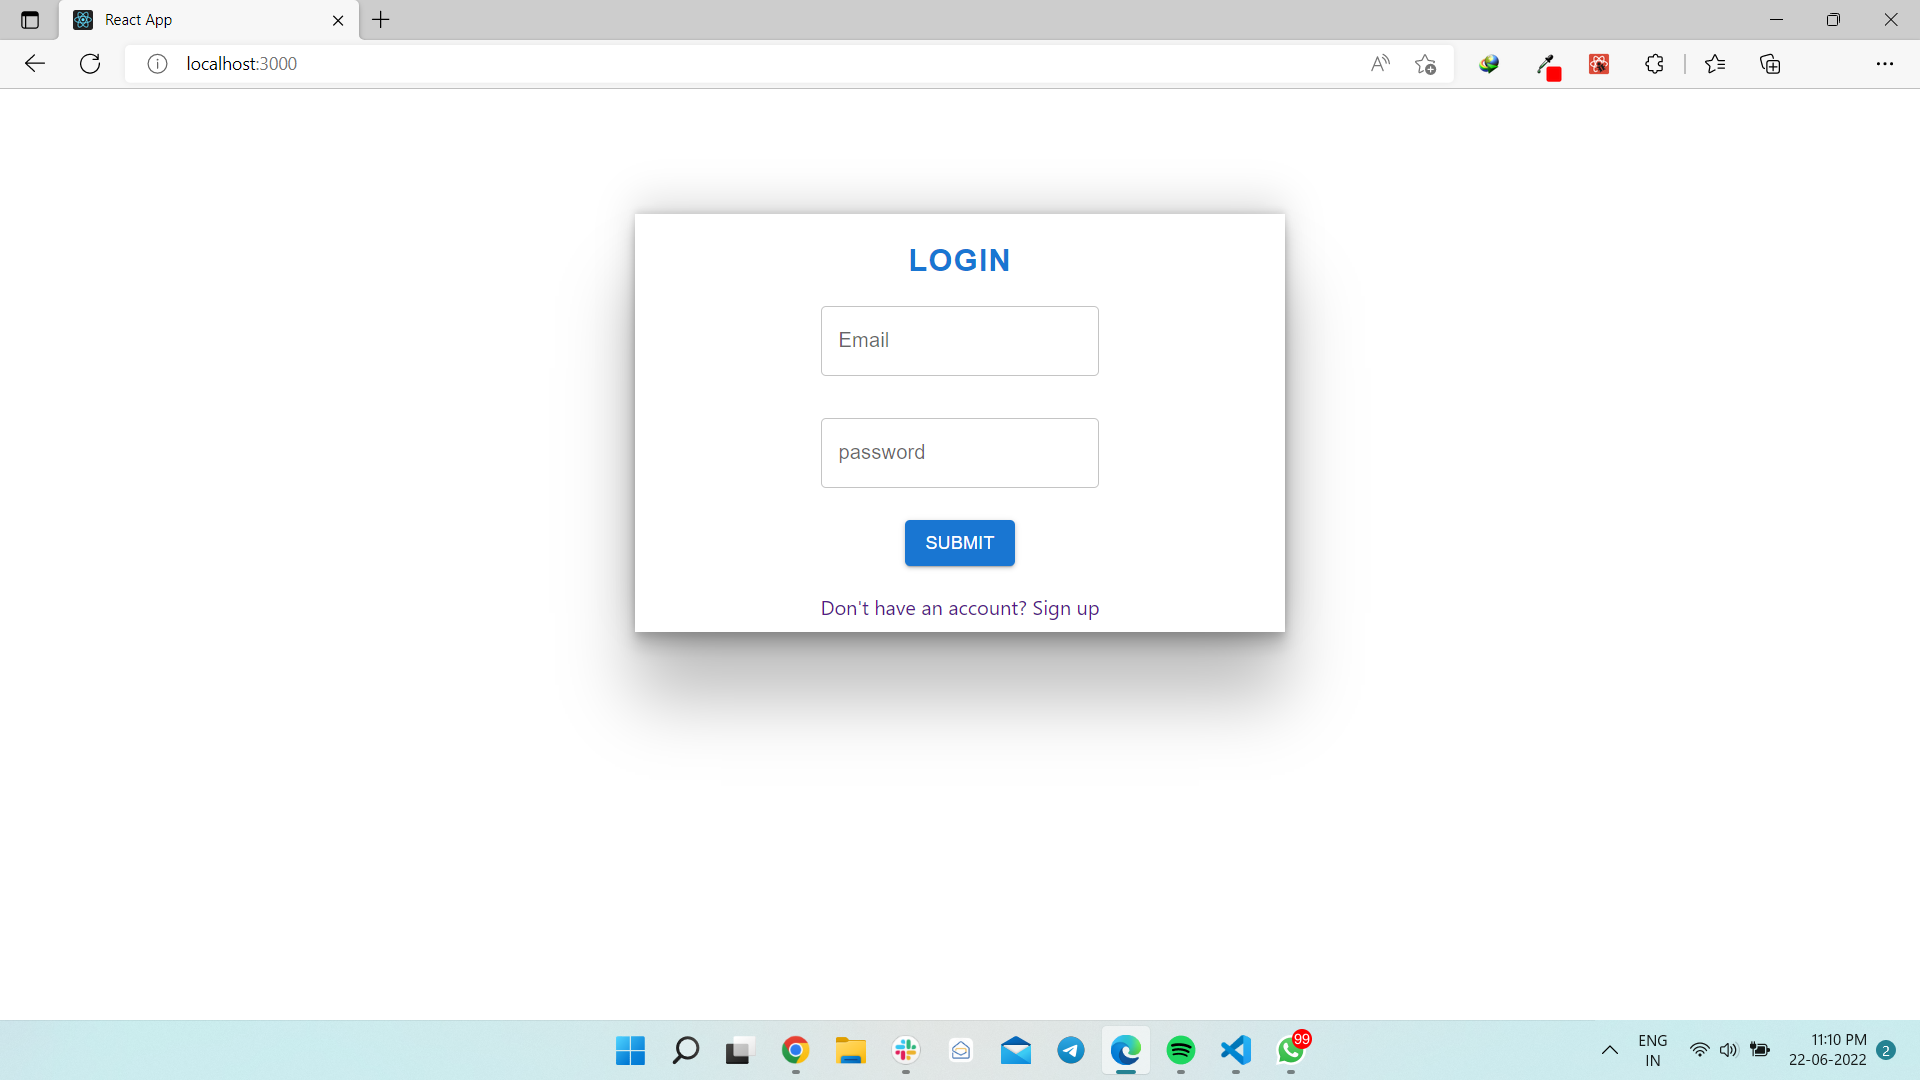 React App
localhost:3000
LOGIN
Email
password
SUBMIT
Don't have an account? Sign up
99
ENG
IN
11:10 PM
22-06-2022
2